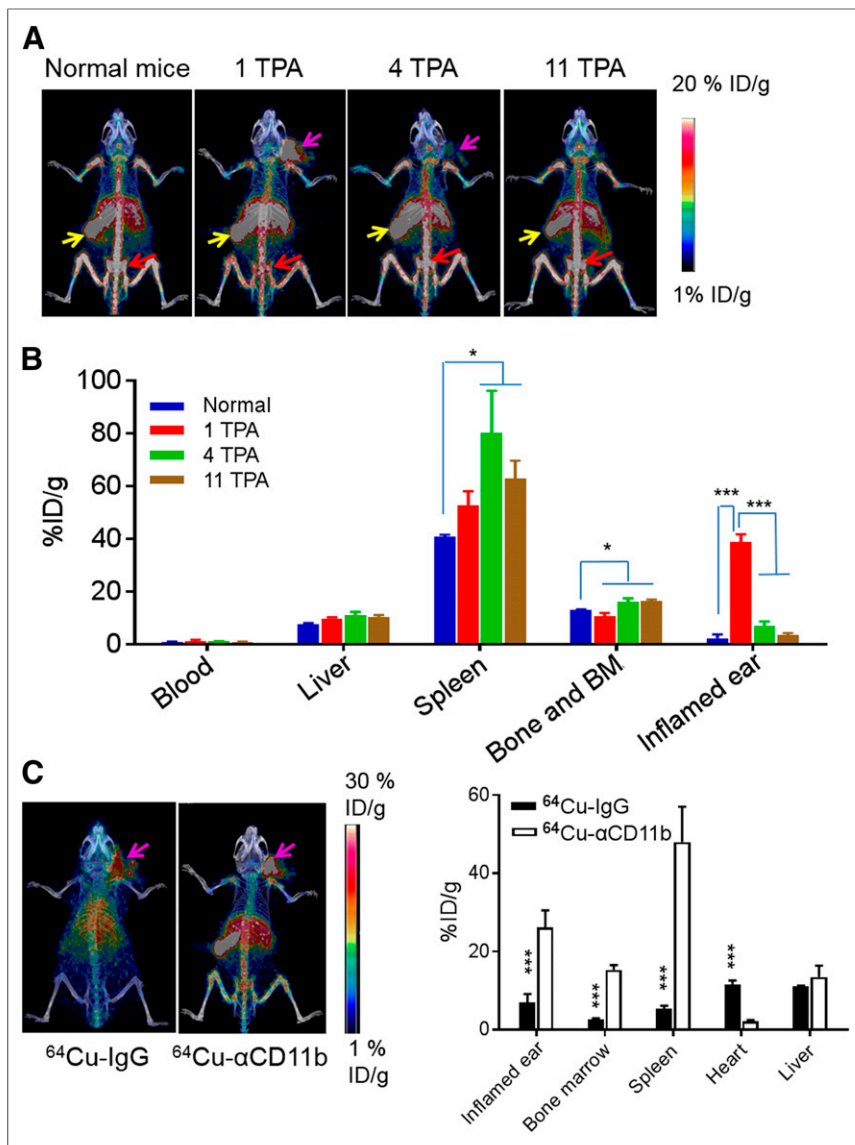 A
Normal mice 1 TPA 4 TPA 11 TPA
20 % ID/g
1% ID/g
B
%ID/g
100
80
60
40
20
0
Normal
1 TPA
4 TPA
11 TPA
*
*
*** ***
Blood Liver Spleen Bone and BM Inflamed ear
C
30 %
ID/g
1 %
ID/g
⁶⁴Cu-IgG ⁶⁴Cu-αCD11b
%ID/g
60
40
20
0
⁶⁴Cu-IgG
⁶⁴Cu-αCD11b
*** *** *** ***
Inflamed ear Bone marrow Spleen Heart Liver